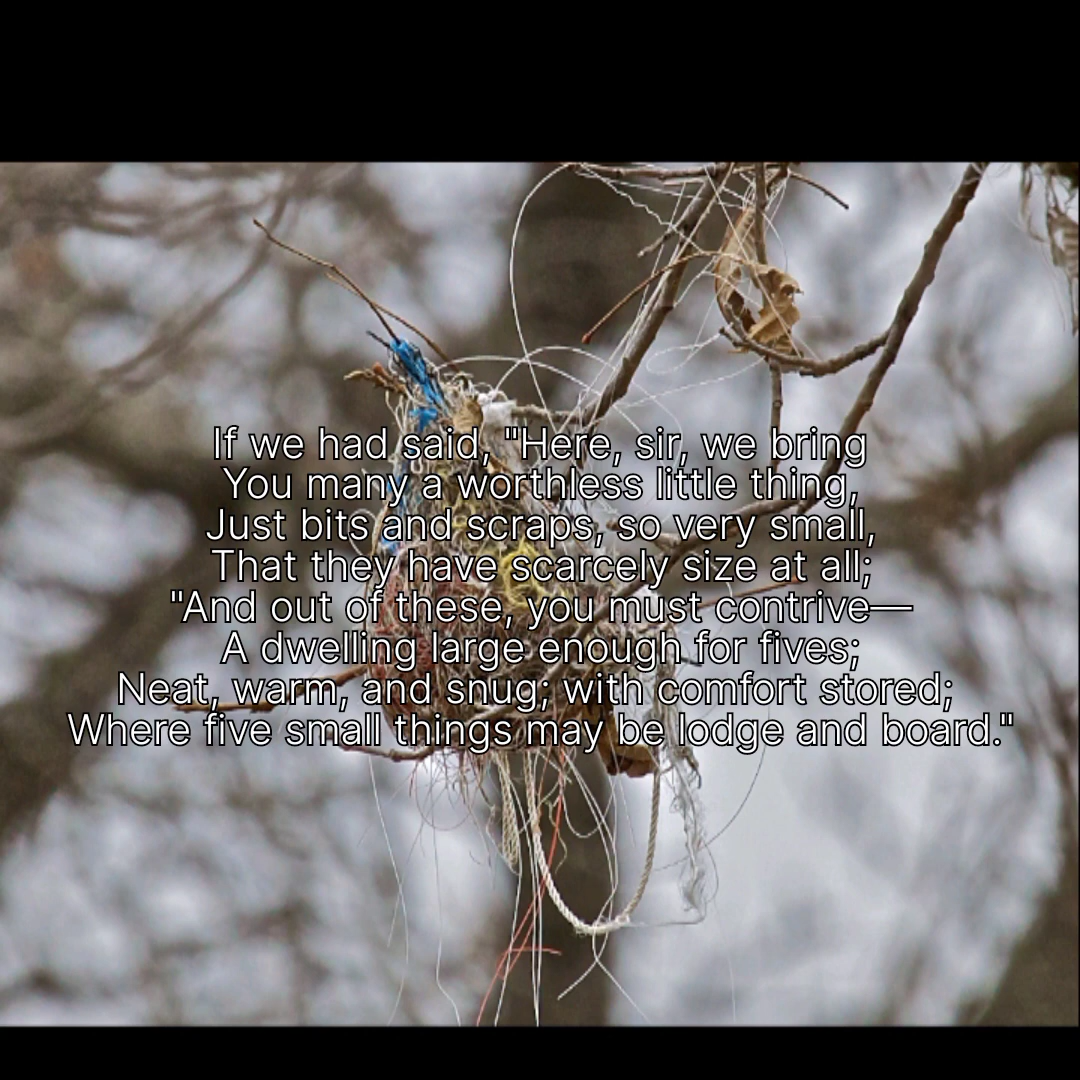 If we had said, "Here, sir, we bring
You many a worthless little thing,
Just bits and scraps, so very small,
That they have scarcely size at all;
"And out of these, you must contrive—
A dwelling large enough for fives;
Neat, warm, and snug; with comfort stored;
Where five small things may be lodge and board."